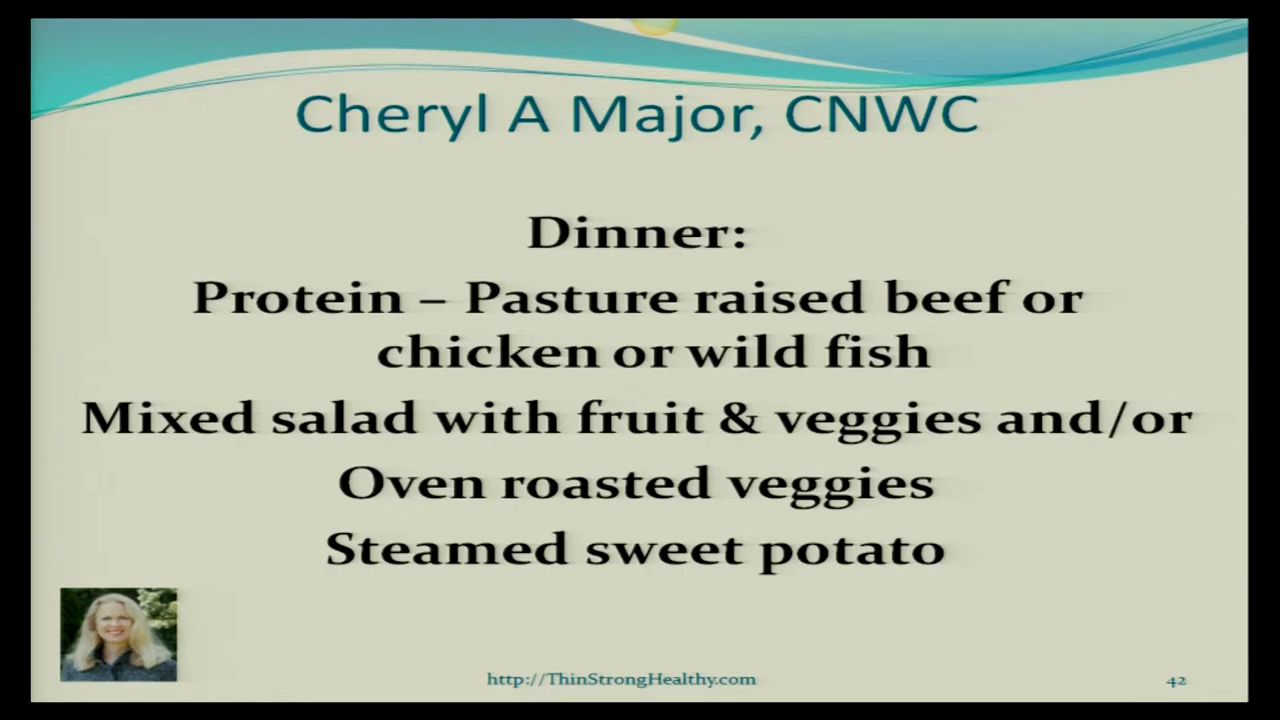 Cheryl A Major, CNWC
Dinner:
Protein – Pasture raised beef or
chicken or wild fish
Mixed salad with fruit & veggies and/or
Oven roasted veggies
Steamed sweet potato
http://ThinStrongHealthy.com
42